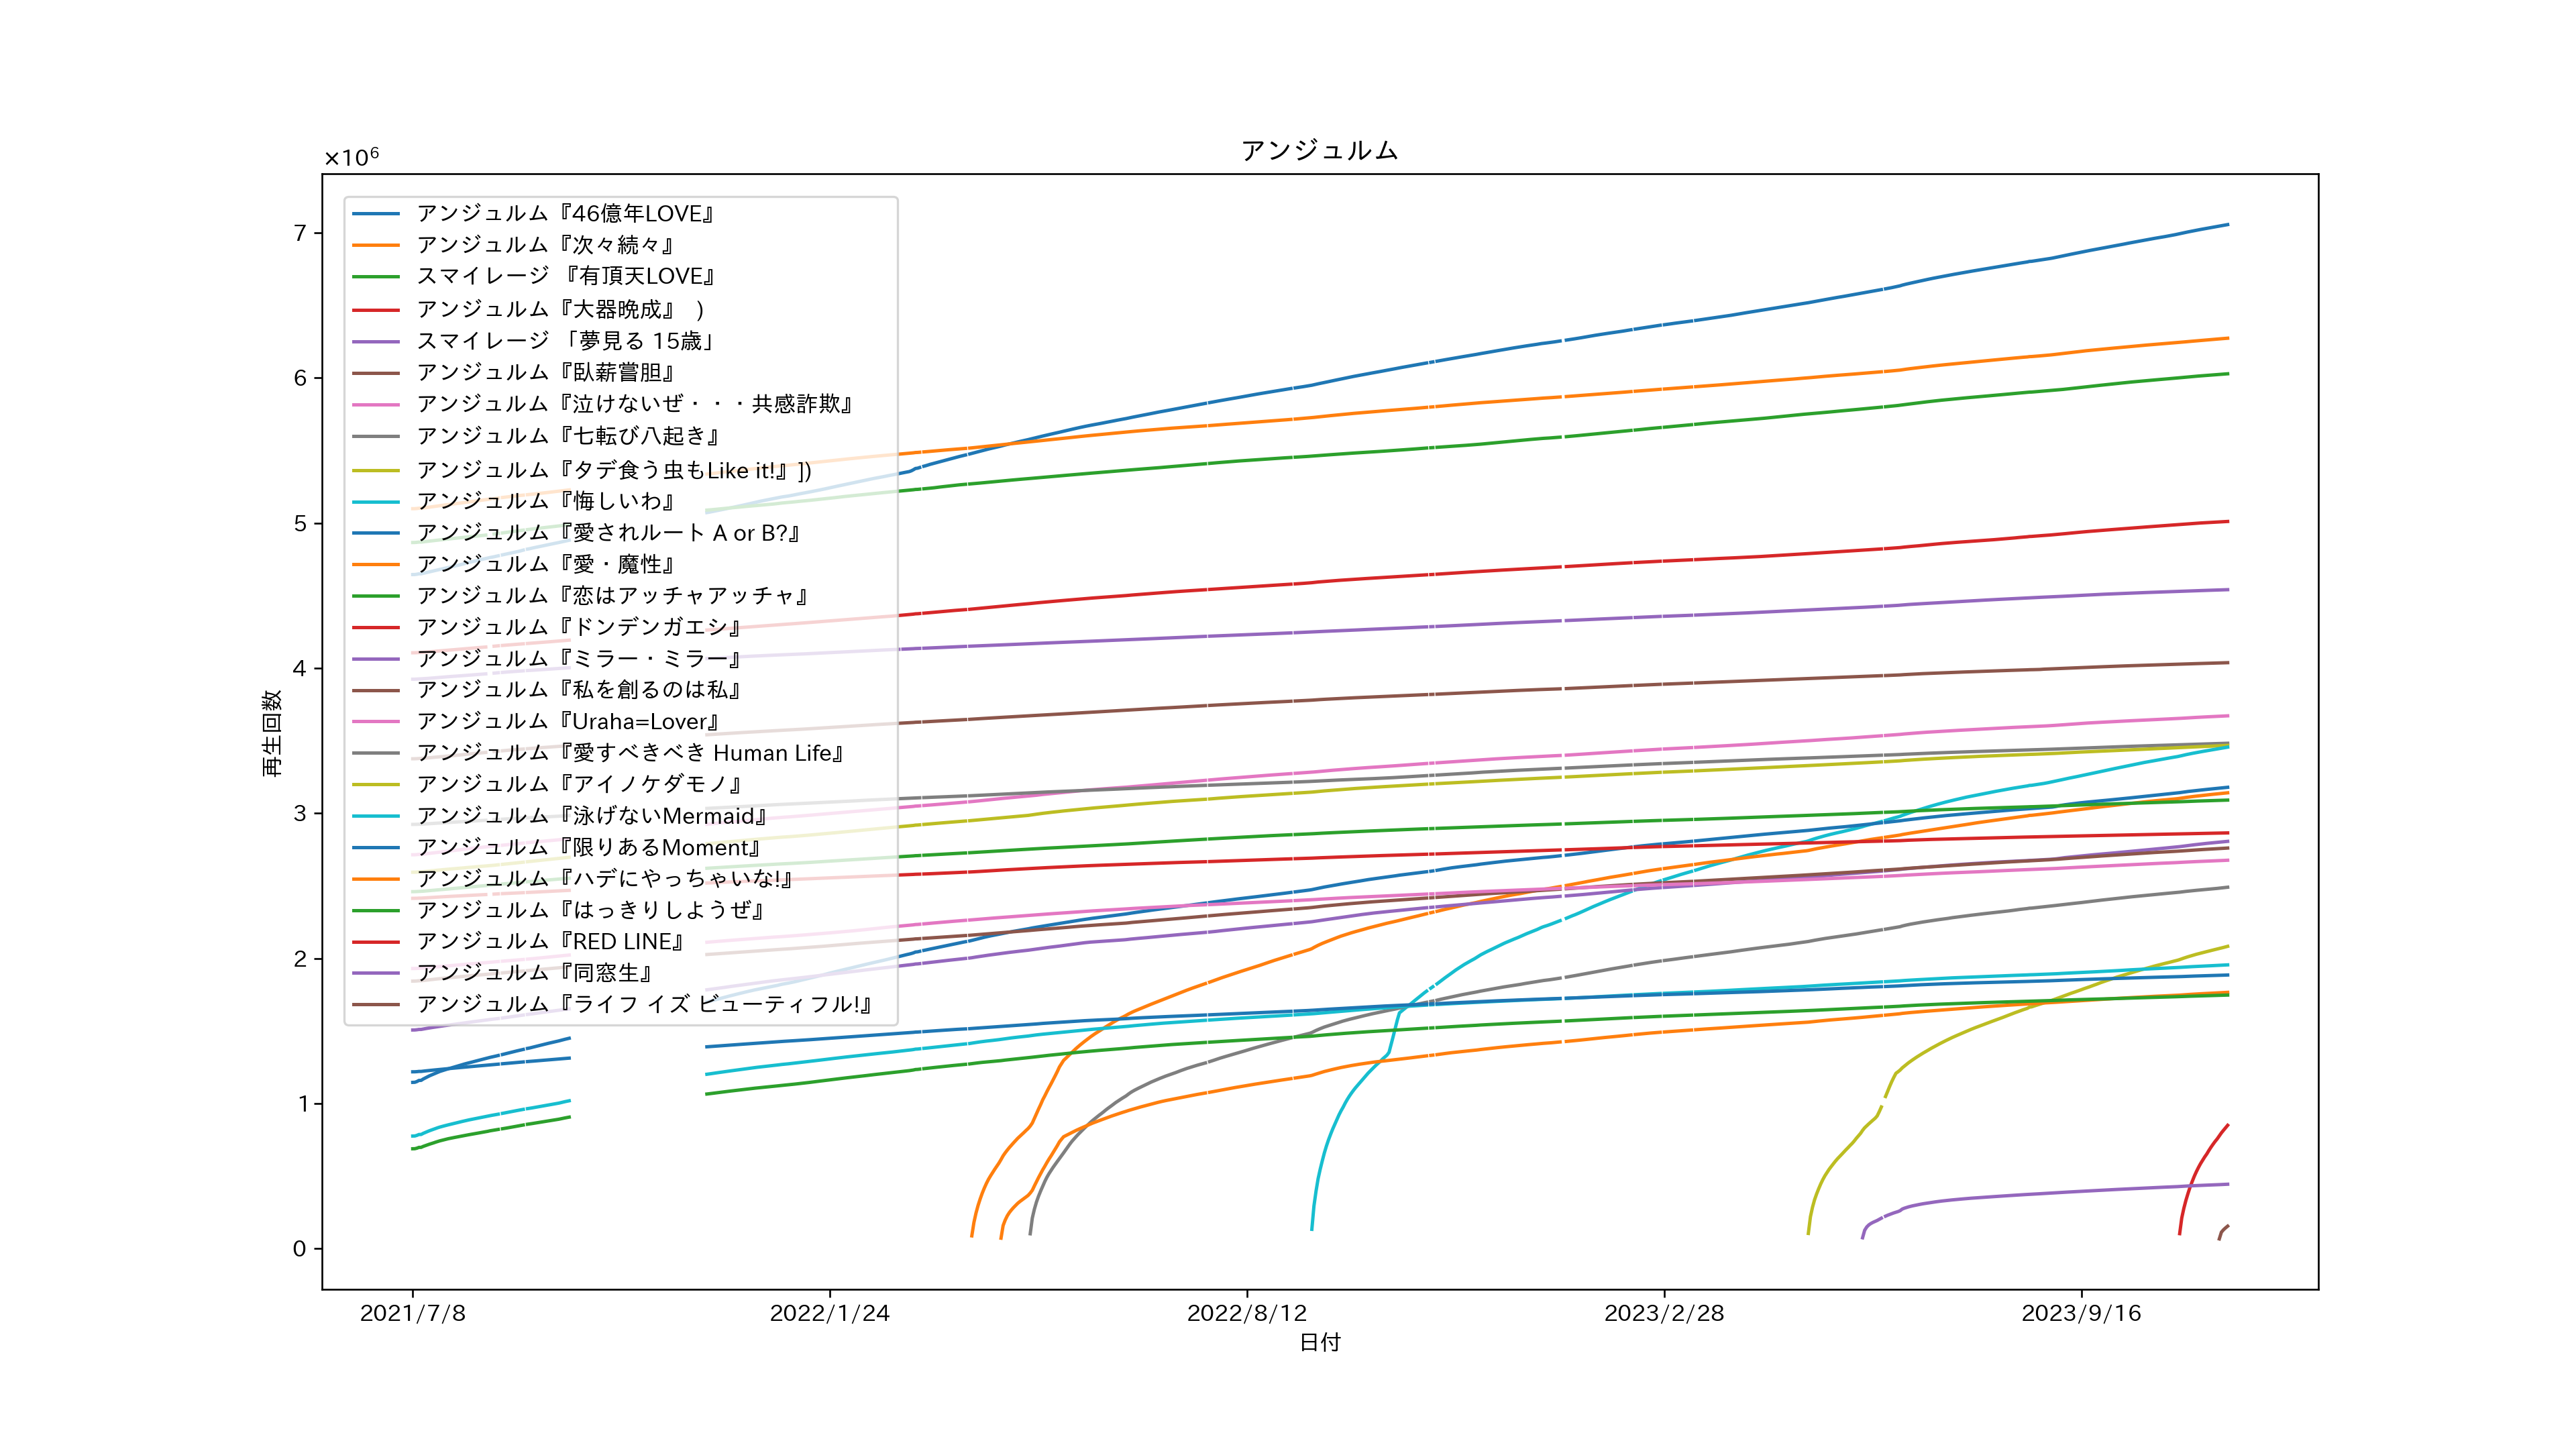 アンジュルム
×10⁶
7
6
5
4
3
2
1
0
再生回数
アンジュルム『46億年LOVE』
アンジュルム『次々続々』
スマイレージ 『有頂天LOVE』
アンジュルム『大器晩成』 )
スマイレージ 「夢見る 15歳」
アンジュルム『臥薪嘗胆』
アンジュルム『泣けないぜ・・・共感詐欺』
アンジュルム『七転び八起き』
アンジュルム『タデ食う虫もLike it!』])
アンジュルム『悔しいわ』
アンジュルム『愛されルート A or B?』
アンジュルム『愛・魔性』
アンジュルム『恋はアッチャアッチャ』
アンジュルム『ドンデンガエシ』
アンジュルム『ミラー・ミラー』
アンジュルム『私を創るのは私』
アンジュルム『Uraha=Lover』
アンジュルム『愛すべきべき Human Life』
アンジュルム『アイノケダモノ』
アンジュルム『泳げないMermaid』
アンジュルム『限りあるMoment』
アンジュルム『ハデにやっちゃいな!』
アンジュルム『はっきりしようぜ』
アンジュルム『RED LINE』
アンジュルム『同窓生』
アンジュルム『ライフ イズ ビューティフル!』
2021/7/8 2022/1/24 2022/8/12 2023/2/28 2023/9/16
日付